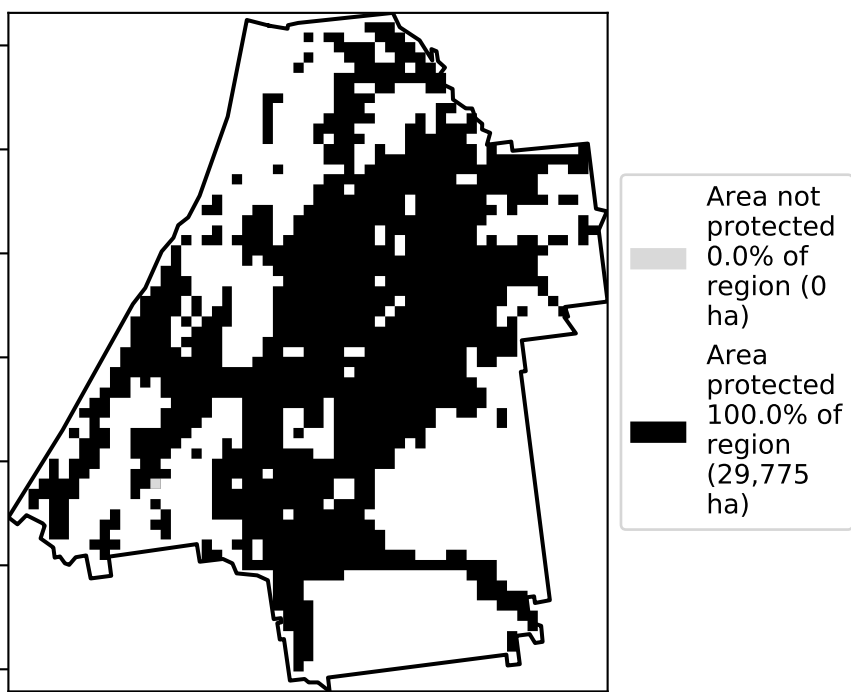 Area not
protected
0.0% of
region (0
ha)
Area
protected
100.0% of
region
(29,775
ha)